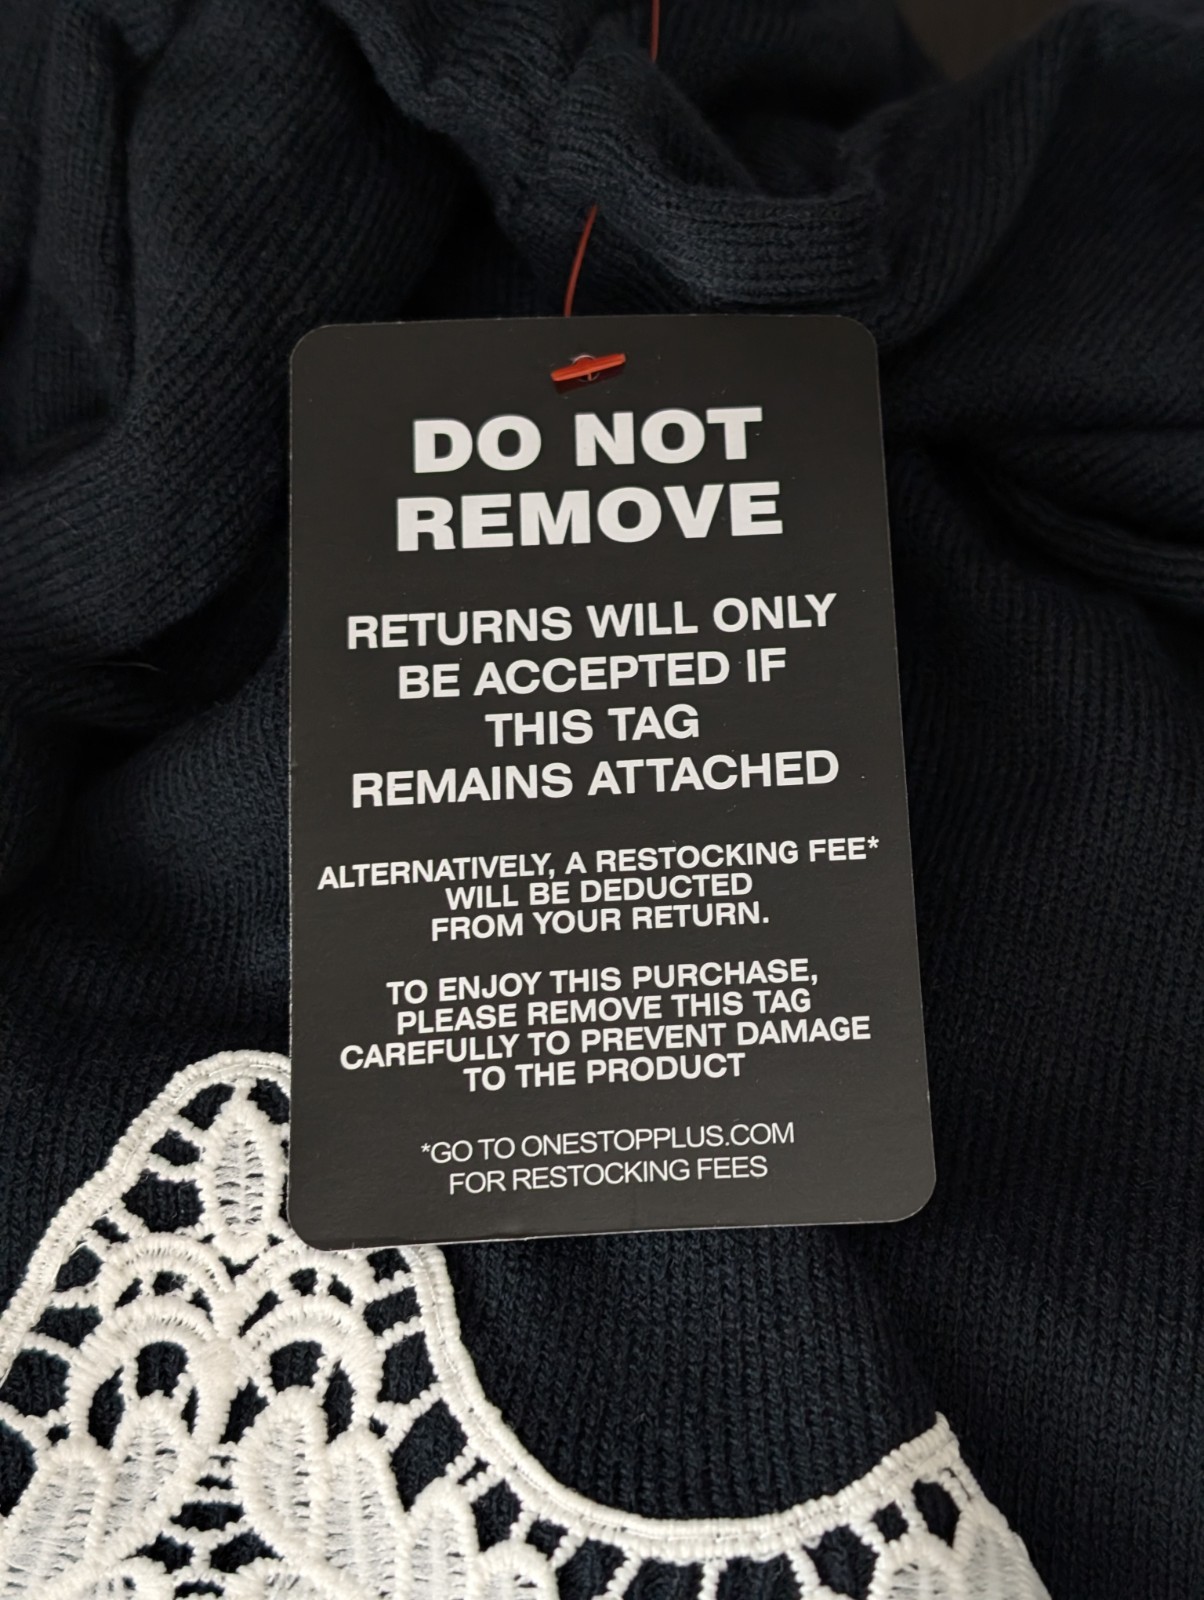 DO NOT
REMOVE
RETURNS WILL ONLY
BE ACCEPTED IF
THIS TAG
REMAINS ATTACHED
ALTERNATIVELY, A RESTOCKING FEE*
WILL BE DEDUCTED
FROM YOUR RETURN.
TO ENJOY THIS PURCHASE,
PLEASE REMOVE THIS TAG
CAREFULLY TO PREVENT DAMAGE
TO THE PRODUCT
*GO TO ONESTOPPLUS.COM
FOR RESTOCKING FEES